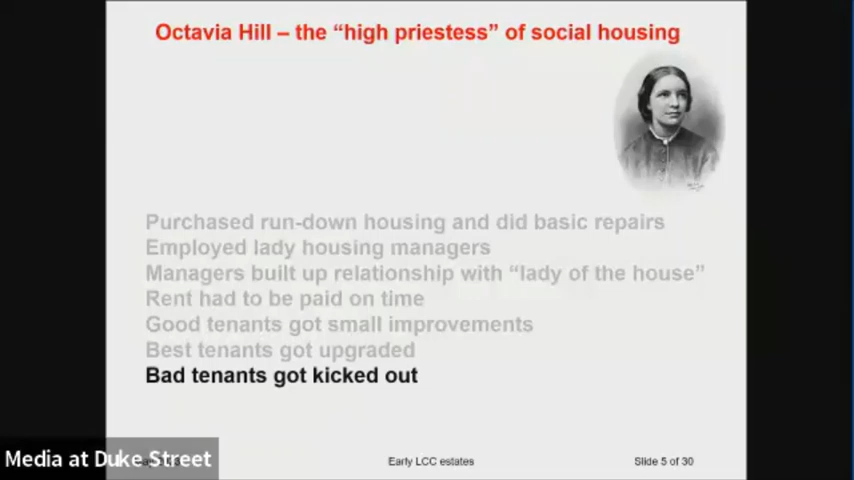 Octavia Hill – the “high priestess” of social housing
Purchased run-down housing and did basic repairs
Employed lady housing managers
Managers built up relationship with “lady of the house”
Rent had to be paid on time
Good tenants got small improvements
Best tenants got upgraded
Bad tenants got kicked out
Media at Duke Street
Early LCC estates
Slide 5 of 30